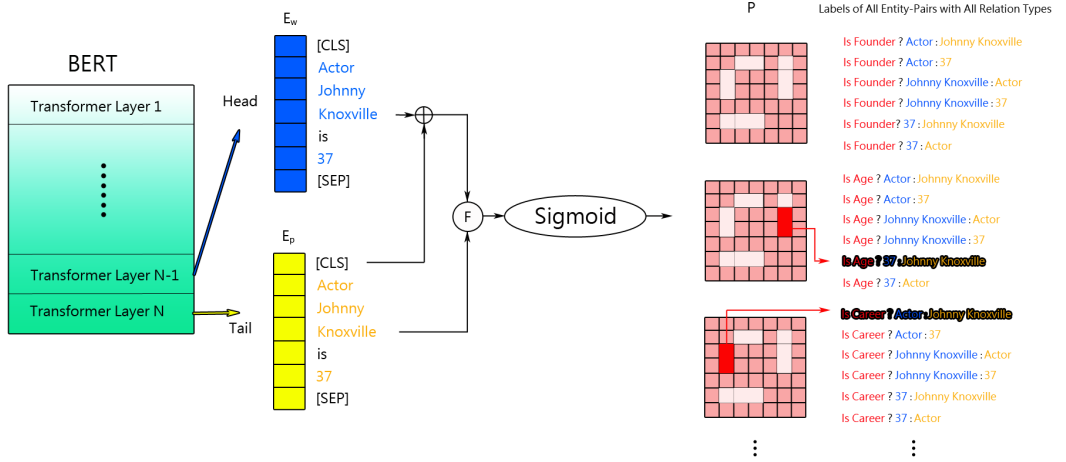 BERT
Transformer Layer 1
Transformer Layer N-1
Transformer Layer N
Head
Tail
E_w
[CLS]
Actor
Johnny
Knoxville
is
37
[SEP]
E_p
[CLS]
Actor
Johnny
Knoxville
is
37
[SEP]
F
Sigmoid
P
Labels of All Entity-Pairs with All Relation Types
Is Founder ? Actor : Johnny Knoxville
Is Founder ? Actor : 37
Is Founder ? Johnny Knoxville : Actor
Is Founder ? Johnny Knoxville : 37
Is Founder? 37 : Johnny Knoxville
Is Founder ? 37 : Actor
Is Age ? Actor : Johnny Knoxville
Is Age ? Actor : 37
Is Age ? Johnny Knoxville : Actor
Is Age ? Johnny Knoxville : 37
Is Age ? 37 : Johnny Knoxville
Is Age ? 37 : Actor
Is Career ? Actor : Johnny Knoxville
Is Career ? Actor : 37
Is Career ? Johnny Knoxville : Actor
Is Career ? Johnny Knoxville : 37
Is Career ? 37 : Johnny Knoxville
Is Career ? 37 : Actor